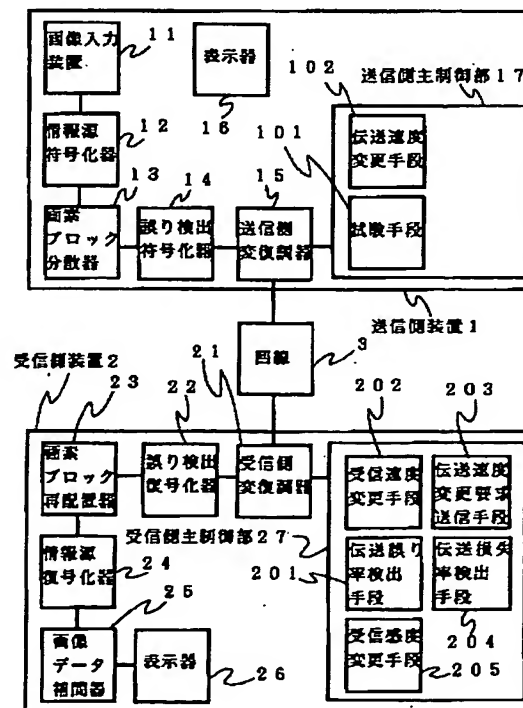 11
画像入力
装置
表示器
16
102
送信側主制御部17
伝送速度
変更手段
101
試験手段
12
情報源
符号化器
13
14
15
画素
ブロック
分散器
誤り検出
符号化器
送信側
変復調器
送信側装置1
回線
3
受信側装置2
23
22
21
202
203
画素
ブロック
再配置器
誤り検出
復号化器
受信側
変復調器
受信速度
変更手段
伝送速度
変更要求
送信手段
受信側主制御部27
情報源
復号化器
24
201
伝送誤り
率検出
手段
伝送損失
率検出
手段
204
25
画像
データ
補間器
表示器
26
受信感度
変更手段
205